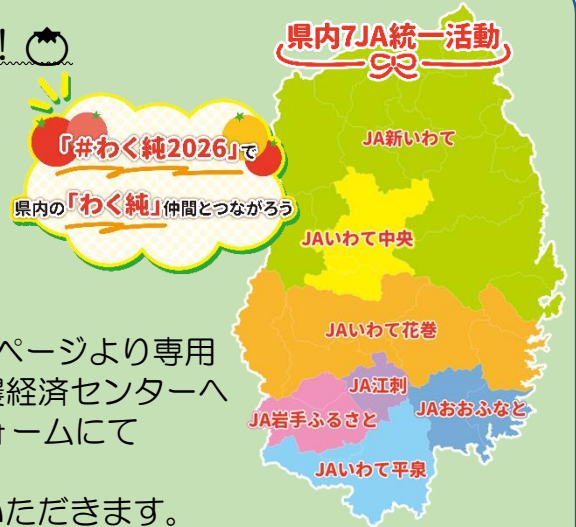 !
県内7JA統一活動
「#わく純2026」で
県内の「わく純」仲間とつながろう
JA新いわて
JAいわて中央
JAいわて花巻
JA江刺
JA岩手ふるさと
JAおおふなと
JAいわて平泉
ページより専用
経済センターへ
ォームにて
いただきます。